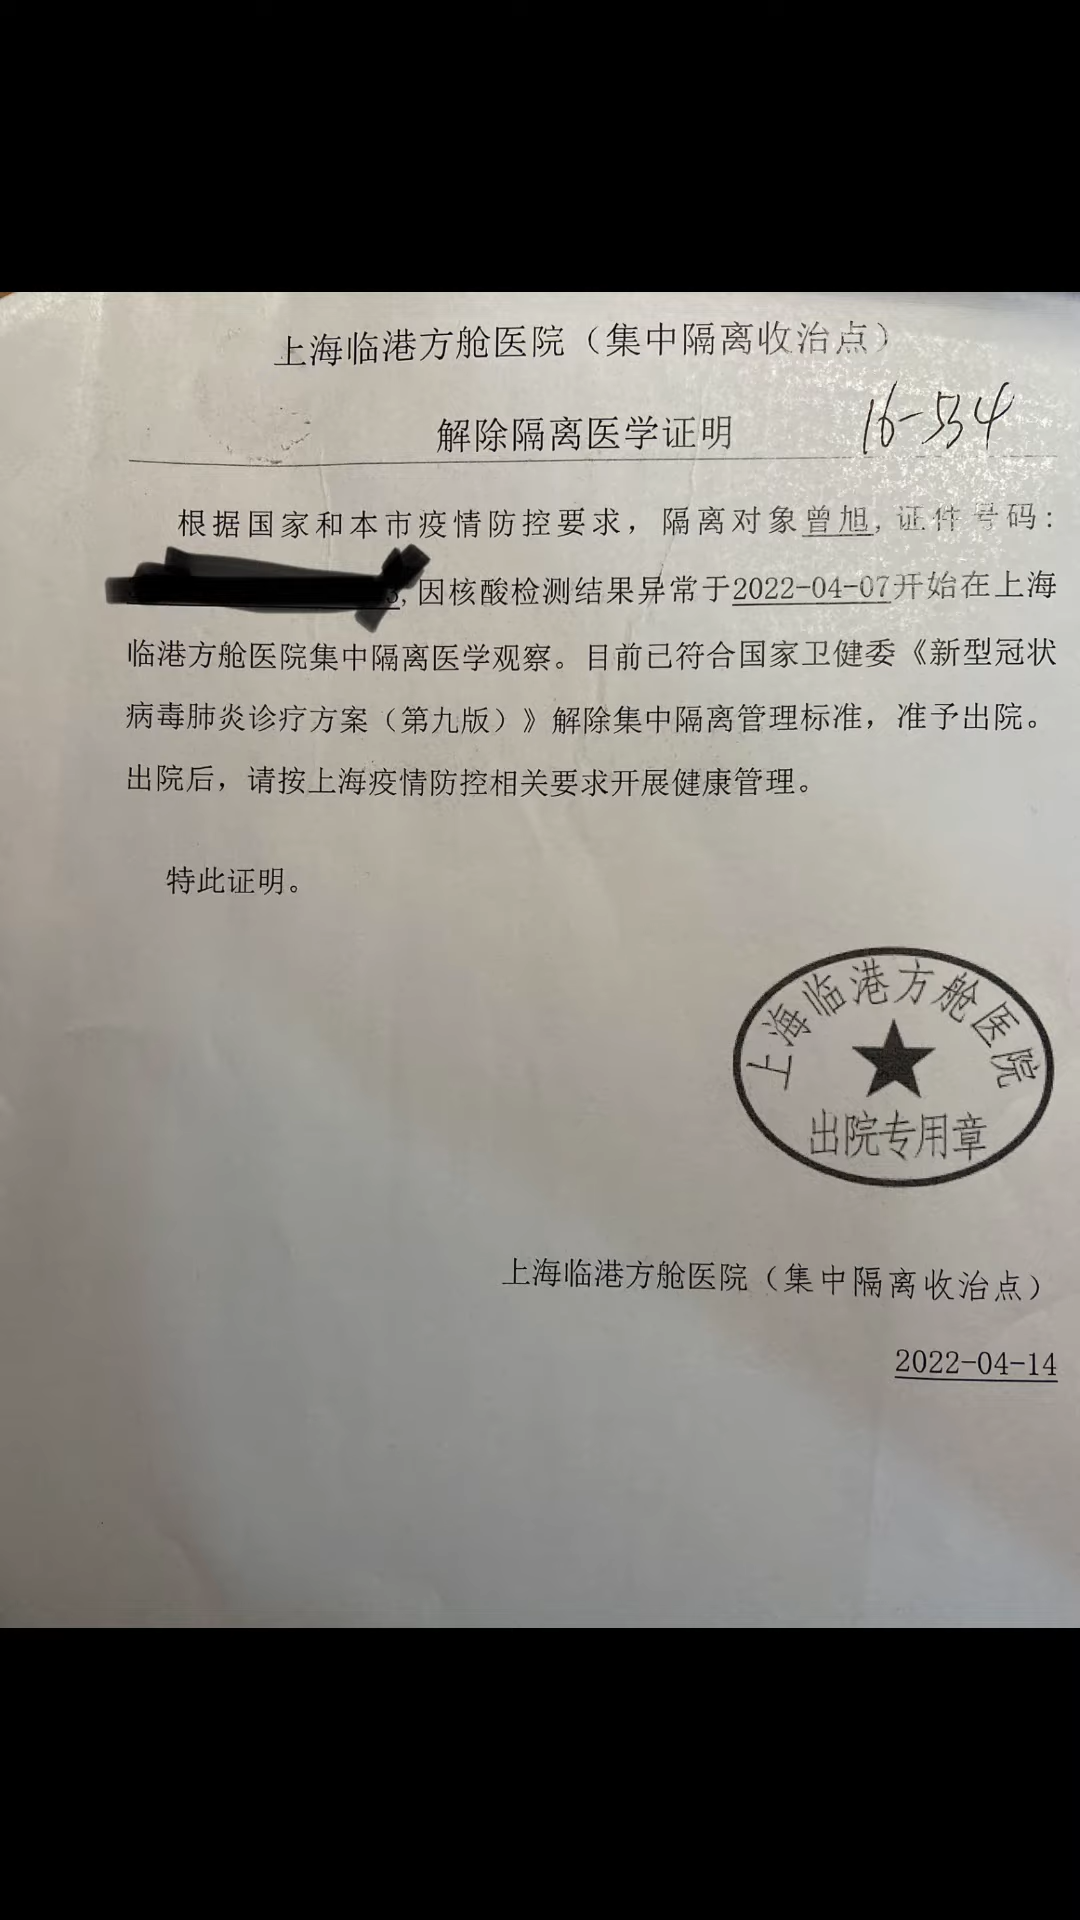 上海临港方舱医院（集中隔离收治点）
解除隔离医学证明
16-534
根据国家和本市疫情防控要求，隔离对象曾旭，证件号码：
，因核酸检测结果异常于2022-04-07开始在上海
临港方舱医院集中隔离医学观察。目前已符合国家卫健委《新型冠状
病毒肺炎诊疗方案（第九版）》解除集中隔离管理标准，准予出院。
出院后，请按上海疫情防控相关要求开展健康管理。
特此证明。
上海临港方舱医院
出院专用章
上海临港方舱医院（集中隔离收治点）
2022-04-14